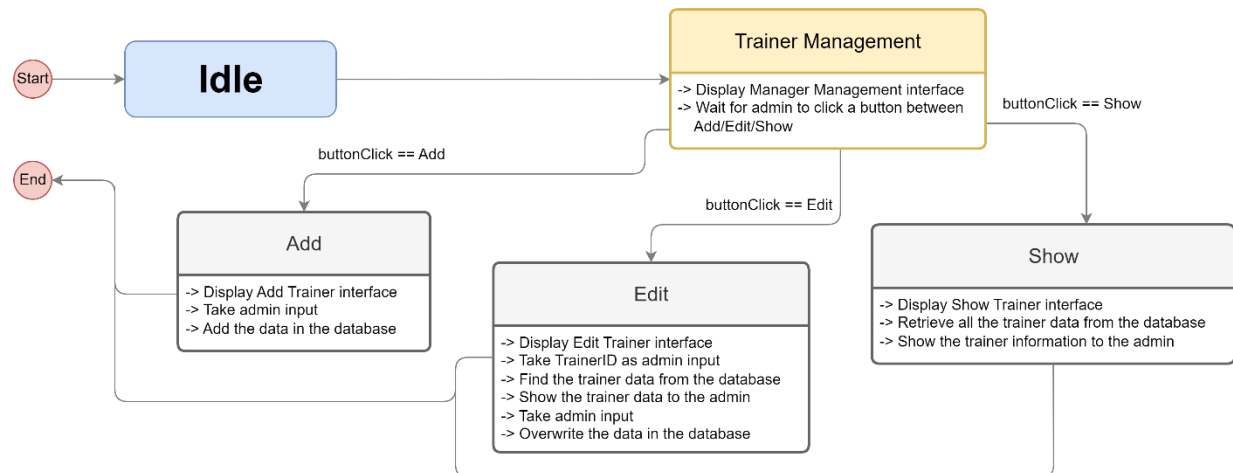 Start
Idle
Trainer Management
-> Display Manager Management interface
-> Wait for admin to click a button between
Add/Edit/Show
buttonClick == Show
buttonClick == Add
End
buttonClick == Edit
Add
-> Display Add Trainer interface
-> Take admin input
-> Add the data in the database
Edit
-> Display Edit Trainer interface
-> Take TrainerID as admin input
-> Find the trainer data from the database
-> Show the trainer data to the admin
-> Take admin input
-> Overwrite the data in the database
Show
-> Display Show Trainer interface
-> Retrieve all the trainer data from the database
-> Show the trainer information to the admin